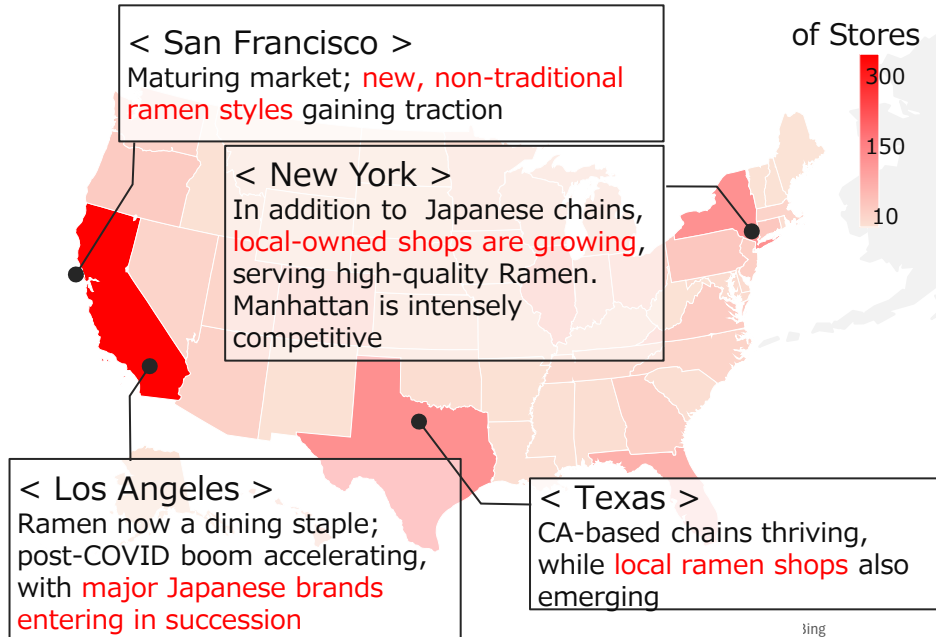 < San Francisco >
Maturing market; new, non-traditional
ramen styles gaining traction
of Stores
300
150
10
< New York >
In addition to  Japanese chains,
local-owned shops are growing,
serving high-quality Ramen.
Manhattan is intensely
competitive
< Los Angeles >
Ramen now a dining staple;
post-COVID boom accelerating,
with major Japanese brands
entering in succession
< Texas >
CA-based chains thriving,
while local ramen shops also
emerging